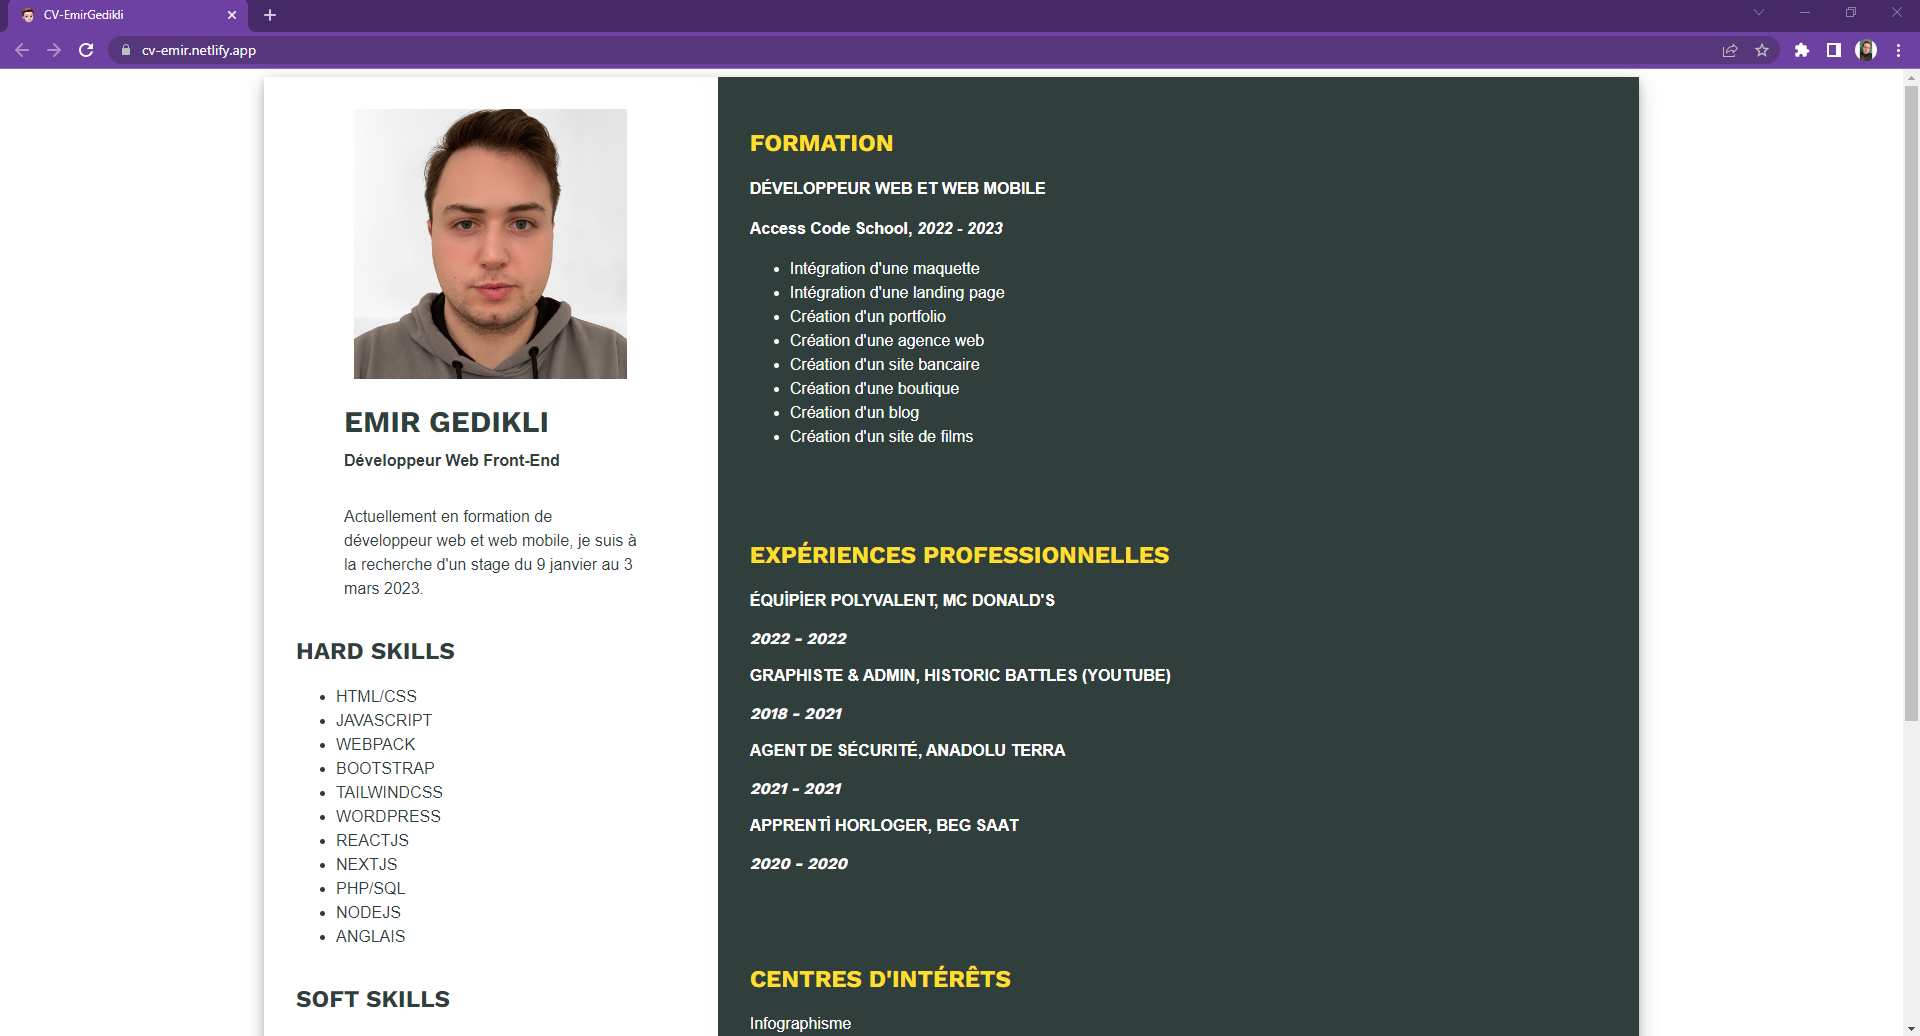 CV-EmirGedikli
cv-emir.netlify.app
EMIR GEDIKLI
Développeur Web Front-End
Actuellement en formation de
développeur web et web mobile, je suis à
la recherche d'un stage du 9 janvier au 3
mars 2023.
HARD SKILLS
HTML/CSS
JAVASCRIPT
WEBPACK
BOOTSTRAP
TAILWINDCSS
WORDPRESS
REACTJS
NEXTJS
PHP/SQL
NODEJS
ANGLAIS
SOFT SKILLS
FORMATION
DÉVELOPPEUR WEB ET WEB MOBILE
Access Code School, 2022 - 2023
Intégration d'une maquette
Intégration d'une landing page
Création d'un portfolio
Création d'une agence web
Création d'un site bancaire
Création d'une boutique
Création d'un blog
Création d'un site de films
EXPÉRIENCES PROFESSIONNELLES
ÉQUİPİER POLYVALENT, MC DONALD'S
2022 - 2022
GRAPHISTE & ADMIN, HISTORIC BATTLES (YOUTUBE)
2018 - 2021
AGENT DE SÉCURITÉ, ANADOLU TERRA
2021 - 2021
APPRENTİ HORLOGER, BEG SAAT
2020 - 2020
CENTRES D'INTÉRÊTS
Infographisme